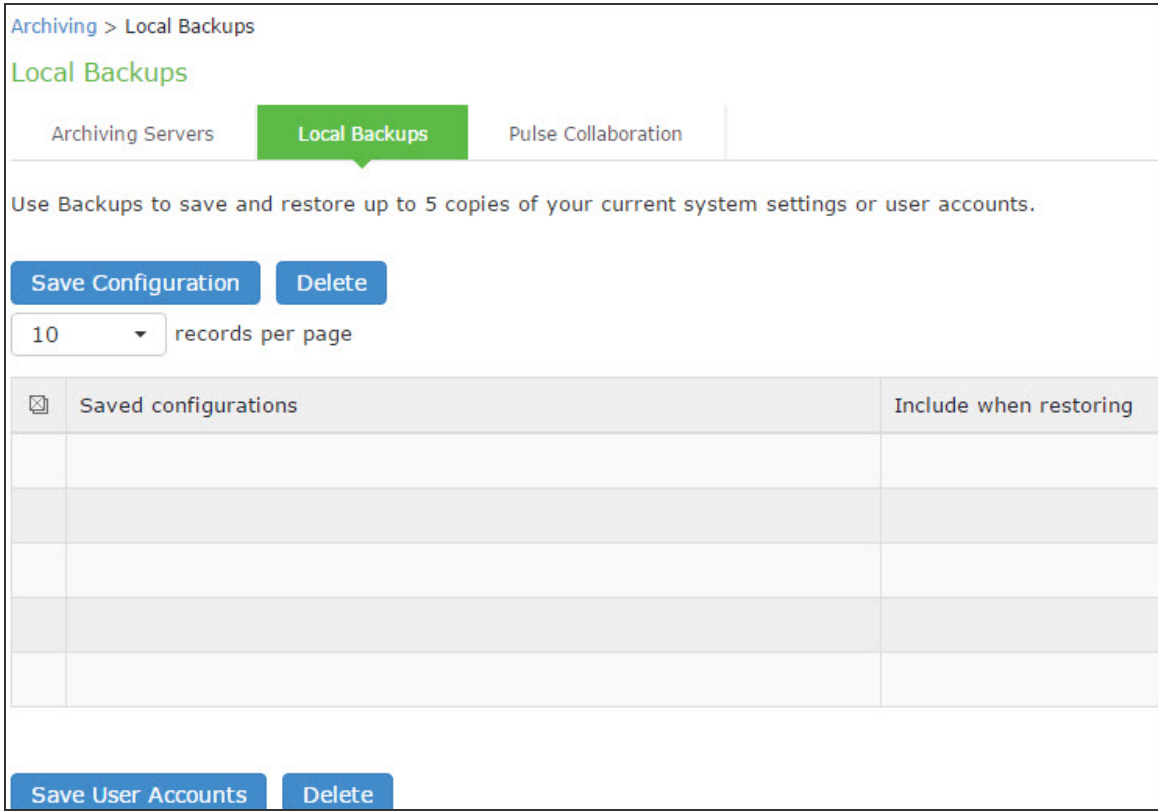 Archiving > Local Backups
Local Backups
Archiving Servers Local Backups Pulse Collaboration
Use Backups to save and restore up to 5 copies of your current system settings or user accounts.
Save Configuration Delete
10 records per page
Saved configurations Include when restoring
Save User Accounts Delete